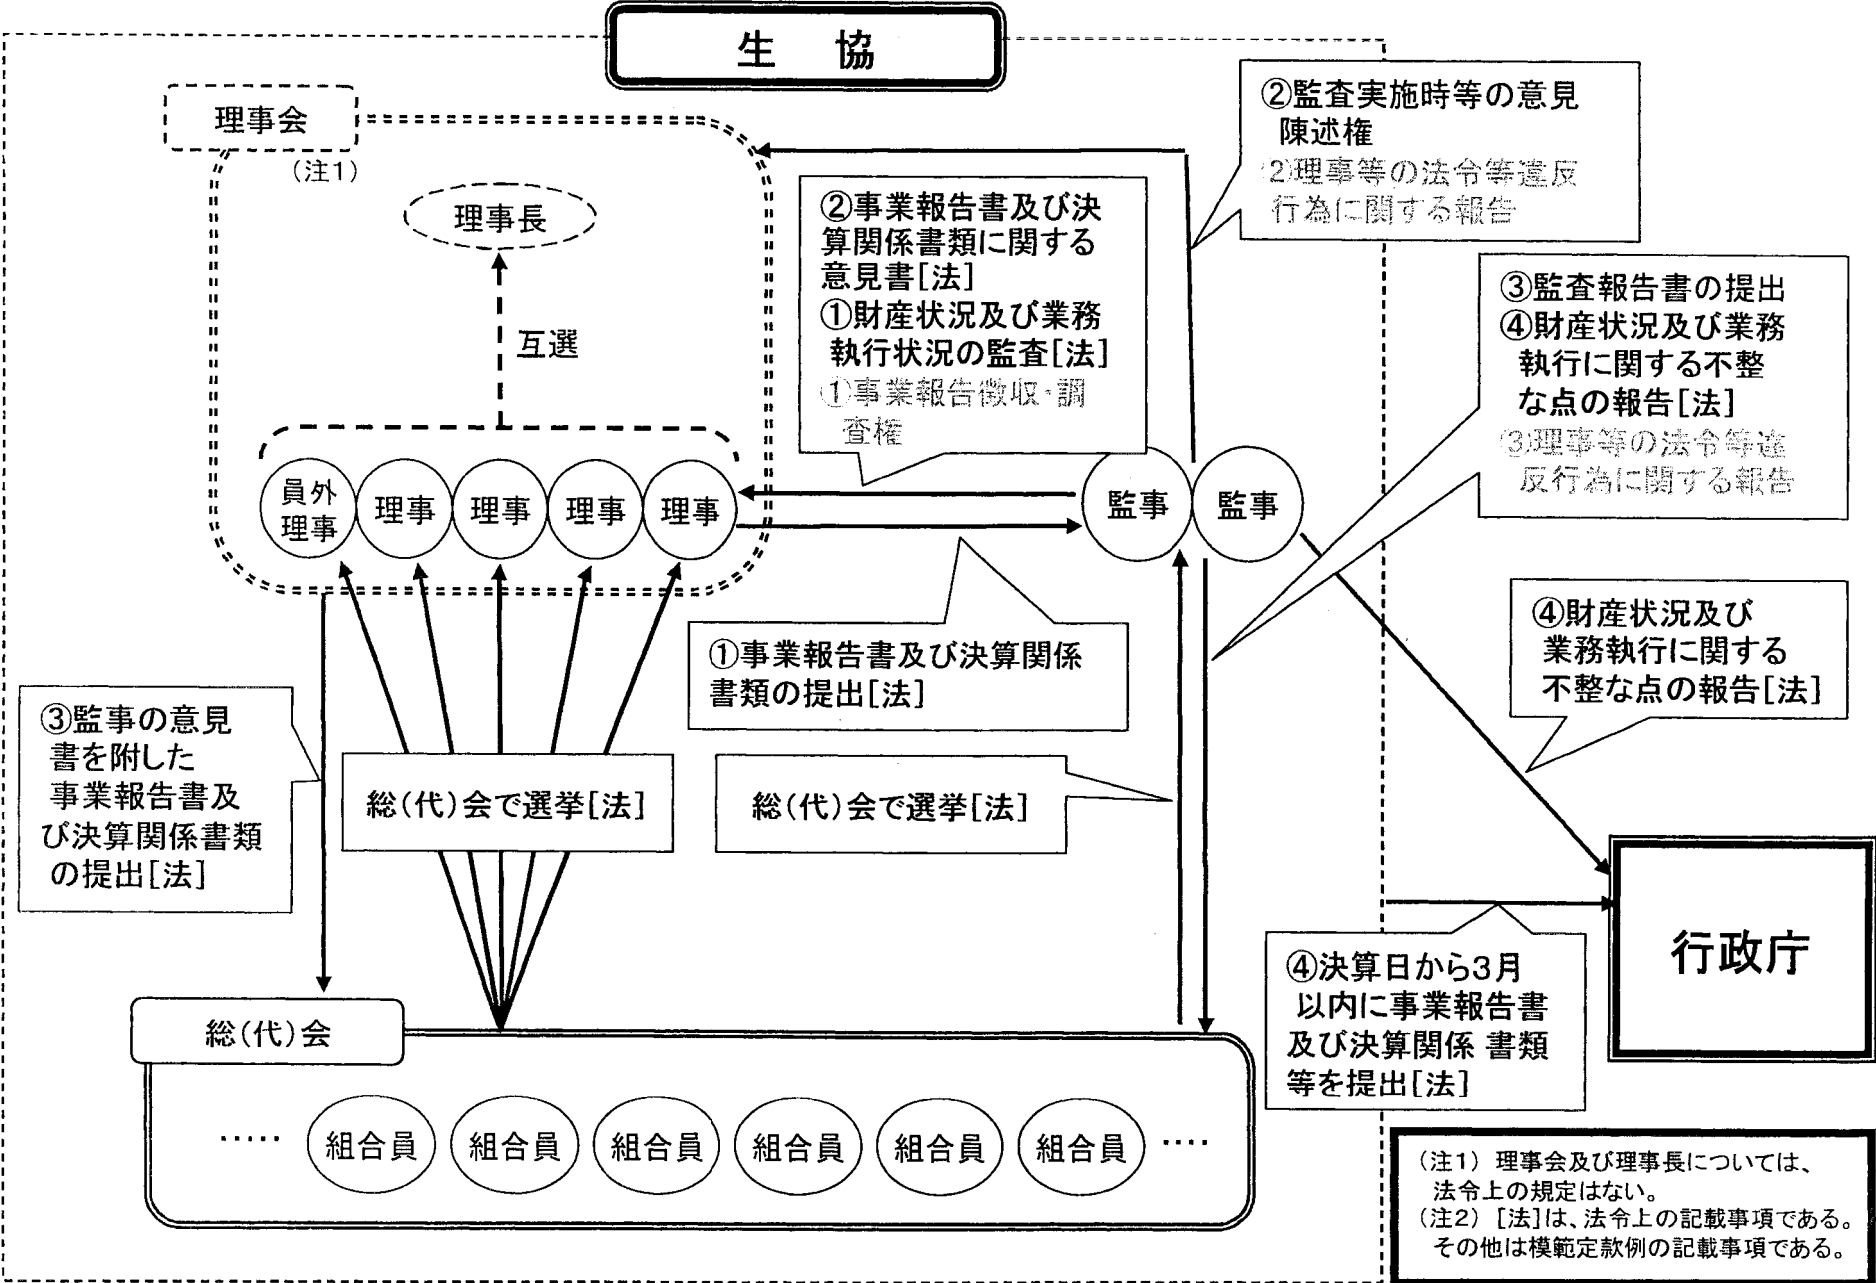 生　協
理事会
（注1）
理事長
互選
員外
理事
理事
理事
理事
理事
②事業報告書及び決
算関係書類に関する
意見書[法]
①財産状況及び業務
執行状況の監査[法]
①事業報告徴収・調
査権
②監査実施時等の意見
陳述権
②理事等の法令等違反
行為に関する報告
③監査報告書の提出
④財産状況及び業務
執行に関する不整
な点の報告[法]
③理事等の法令等違
反行為に関する報告
監事
監事
①事業報告書及び決算関係
書類の提出[法]
④財産状況及び
業務執行に関する
不整な点の報告[法]
③監事の意見
書を附した
事業報告書及
び決算関係書類
の提出[法]
総（代）会で選挙[法]
総（代）会で選挙[法]
行政庁
④決算日から3月
以内に事業報告書
及び決算関係 書類
等を提出[法]
総（代）会
‥‥‥ 組合員 組合員 組合員 組合員 組合員 組合員 ‥‥
（注1） 理事会及び理事長については、
法令上の規定はない。
（注2） [法]は、法令上の記載事項である。
その他は模範定款例の記載事項である。